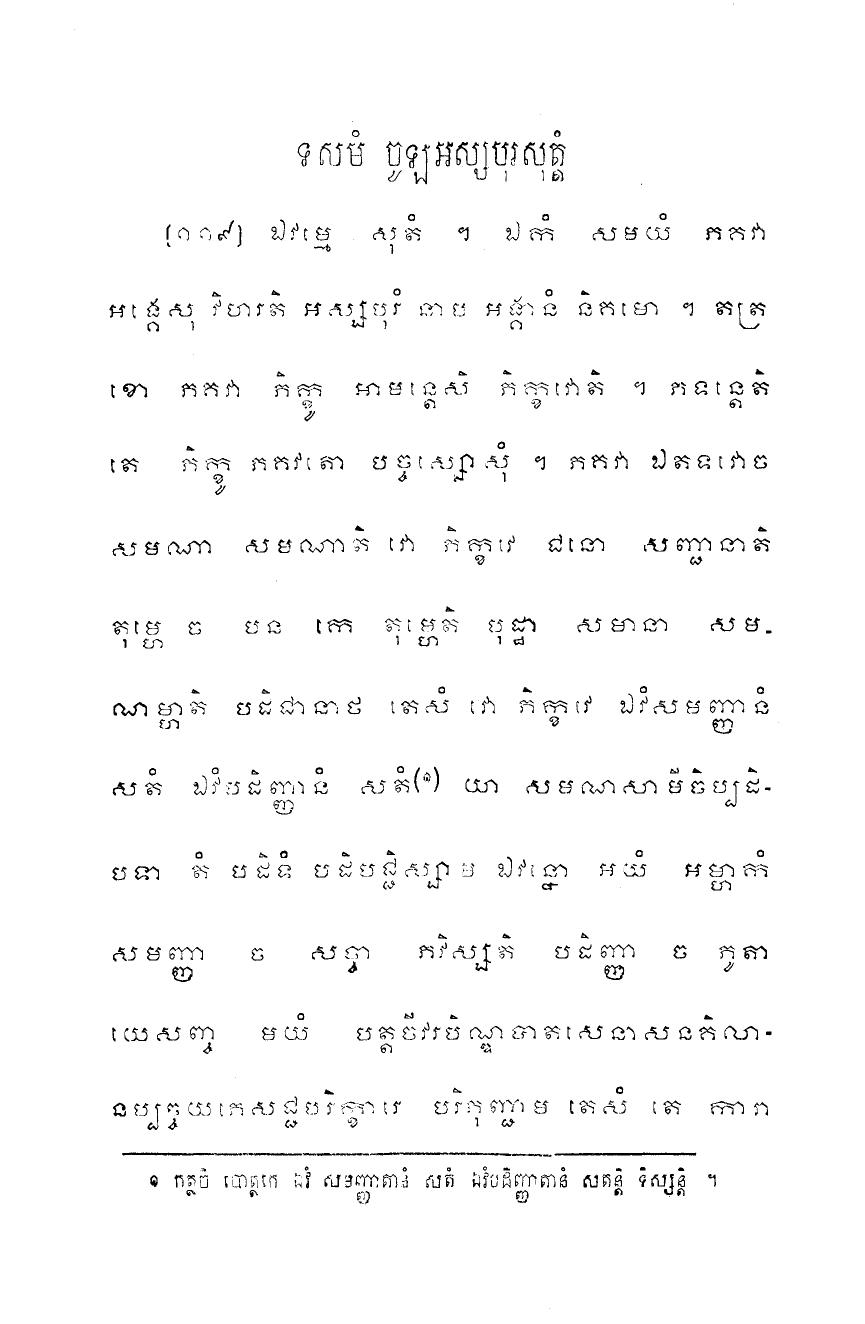 ទសមំ ចូឡអស្សបុរសុត្តំ
[១១៩] ឯវម្មេ សុតំ ។ ឯកំ សមយំ ភគវា
អង្គេសុ វិហរតិ អស្សបុរំ នាម អង្គានំ និគមោ ។ តត្រ
ខោ ភគវា ភិក្ខូ អាមន្តេសិ ភិក្ខវោតិ ។ ភទន្តេតិ
តេ ភិក្ខូ ភគវតោ បច្ចស្សោសុំ ។ ភគវា ឯតទវោច
សមណា សមណាតិ វោ ភិក្ខវេ ជនោ សញ្ជានាតិ
តុម្ហេ ច បន កេ តុម្ហេតិ បុដ្ឋា សមានា សម-
ណាម្ហាតិ បដិជានាថ តេសំ វោ ភិក្ខវេ ឯវំសមញ្ញានំ
សតំ ឯវំបដិញ្ញានំ សតំ(១) យា សមណសាមីចិប្បដិ-
បទា តំ បដិទំ បដិបជ្ជិស្សាម ឯវន្នោ អយំ អម្ហាកំ
សមញ្ញា ច សច្ចា ភវិស្សតិ បដិញ្ញា ច ភូតា
យេសញ្ច មយំ បត្តចីវរបិណ្ឌបាតសេនាសនគិលា-
នប្បច្ចយភេសជ្ជបរិក្ខារេ បរិភុញ្ជាម តេសំ តេ ការា
១ កត្ថចិ បោត្ថកេ ឯវំ សមញ្ញាតានំ សតំ ឯវំបដិញ្ញាតានំ សតន្តិ ទិស្សន្តិ ។